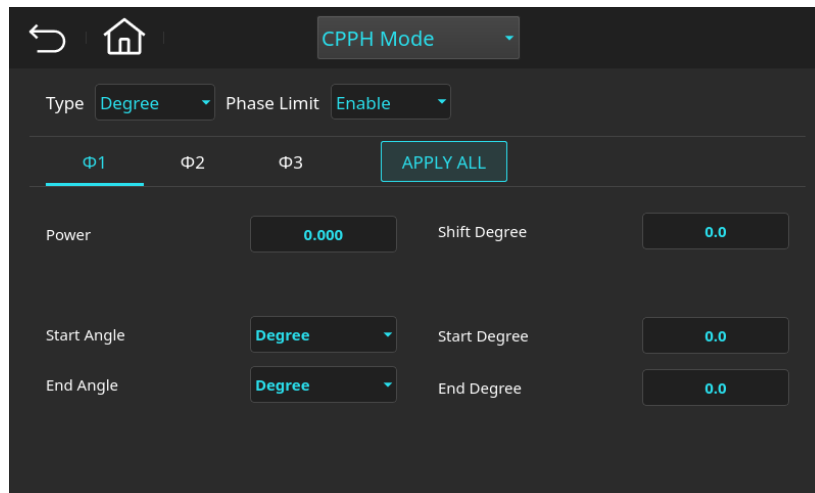 CPPH Mode
Type Degree Phase Limit Enable
Φ1 Φ2 Φ3 APPLY ALL
Power 0.000 Shift Degree 0.0
Start Angle Degree Start Degree 0.0
End Angle Degree End Degree 0.0